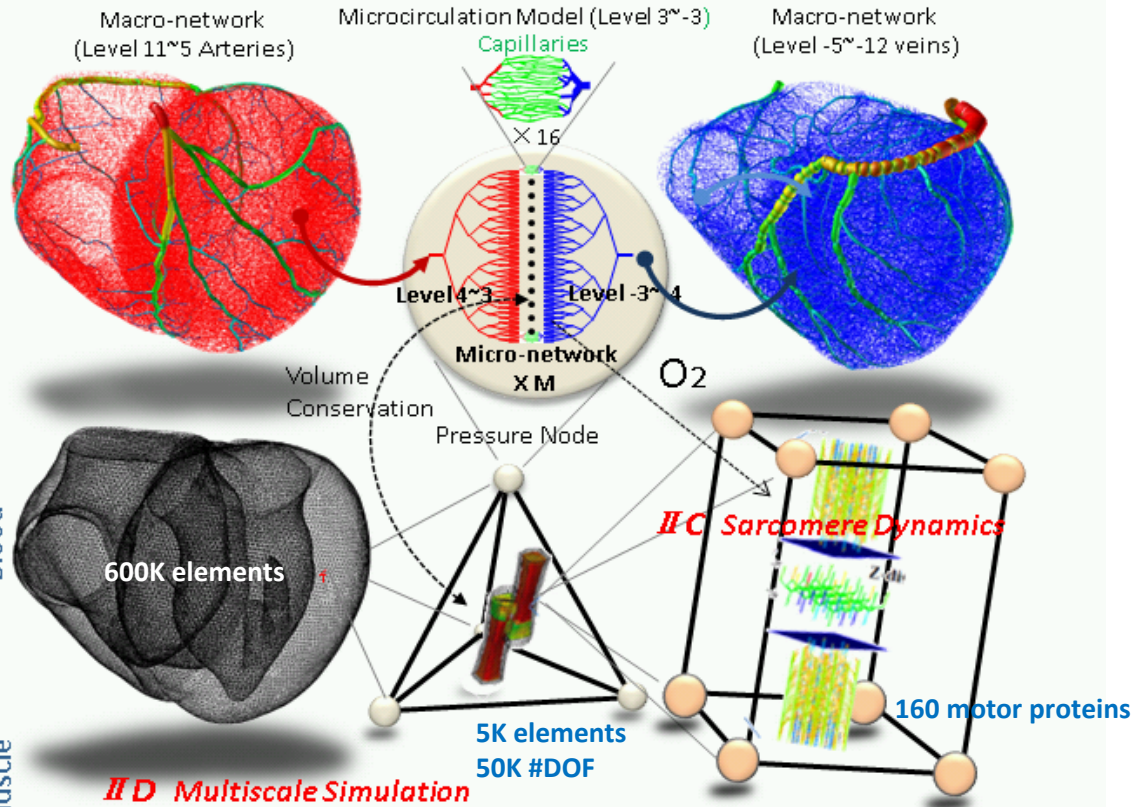 Macro-network
(Level 11~5 Arteries)
Microcirculation Model (Level 3~-3)
Capillaries
Macro-network
(Level -5~-12 veins)
× 16
Level 4~3
Level -3~-4
Micro-network
X M
O2
Volume
Conservation
Pressure Node
ⅡC Sarcomere Dynamics
600K elements
160 motor proteins
5K elements
50K #DOF
ⅡD Multiscale Simulation